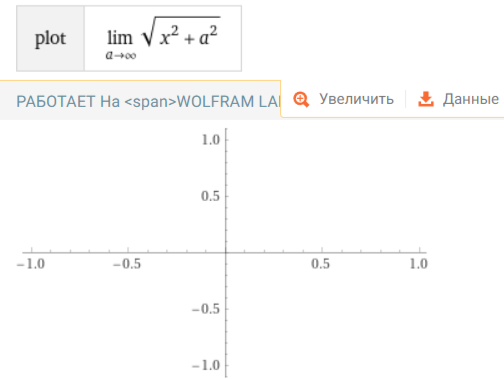 plot lim a→∞ √x² + a²
РАБОТАЕТ На <span>WOLFRAM LA
Увеличить
Данные
1.0
0.5
−1.0 −0.5 0.5 1.0
−0.5
−1.0